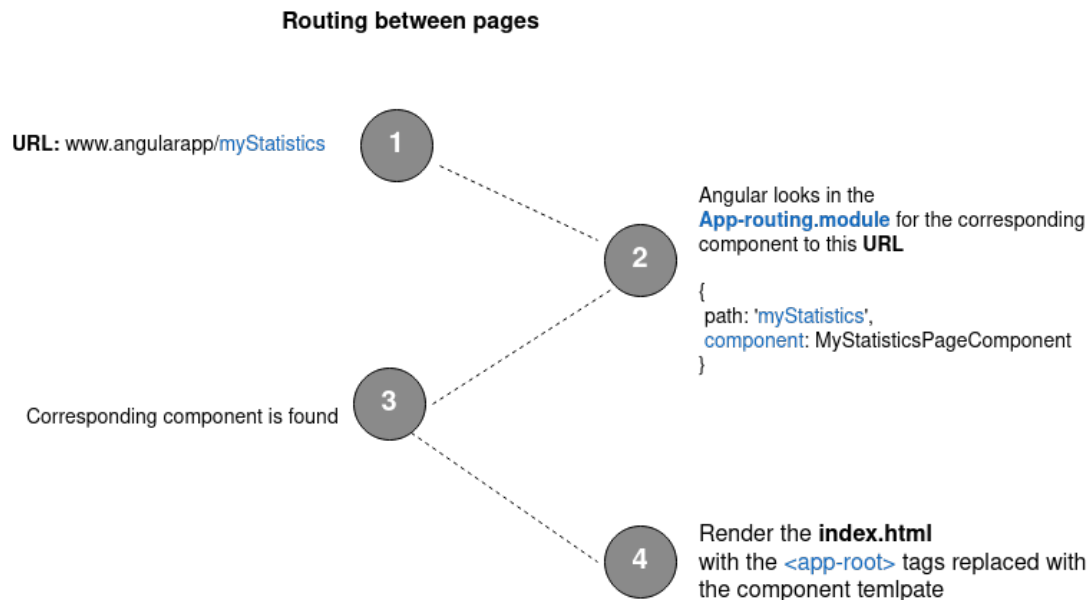 Routing between pages
URL: www.angularapp/myStatistics
1
Angular looks in the
App-routing.module for the corresponding
component to this URL
2
{
path: 'myStatistics',
component: MyStatisticsPageComponent
}
3
Corresponding component is found
4
Render the index.html
with the <app-root> tags replaced with
the component temlpate